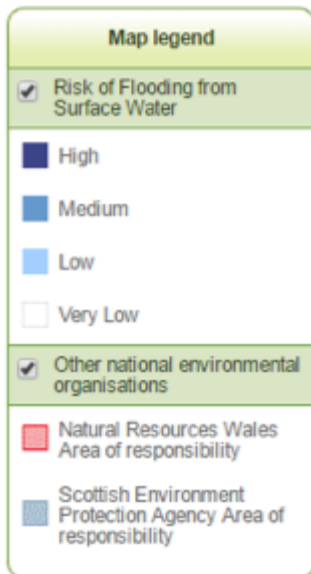 Map legend
Risk of Flooding from
Surface Water
High
Medium
Low
Very Low
Other national environmental
organisations
Natural Resources Wales
Area of responsibility
Scottish Environment
Protection Agency Area of
responsibility